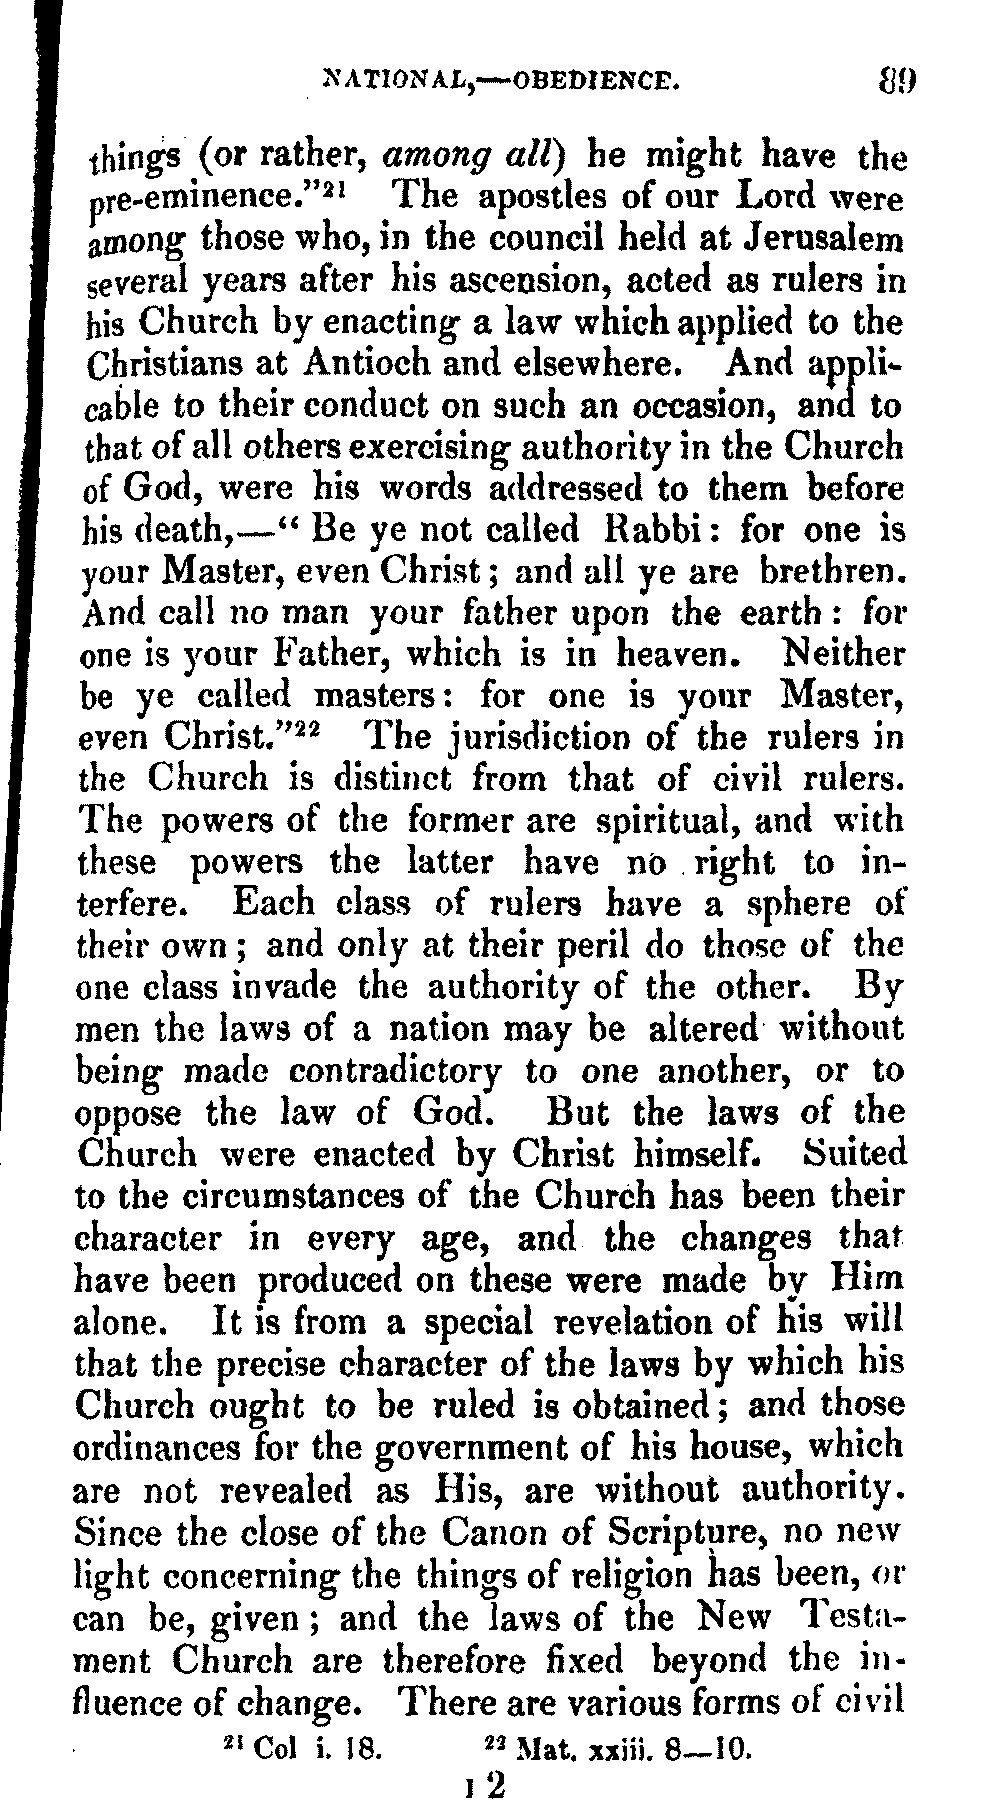 NATIONAL,—OBEDIENCE. 89
things (or rather, among all) he might have the
pre-eminence."²¹ The apostles of our Lord were
among those who, in the council held at Jerusalem
several years after his ascension, acted as rulers in
his Church by enacting a law which applied to the
Christians at Antioch and elsewhere. And appli-
cable to their conduct on such an occasion, and to
that of all others exercising authority in the Church
of God, were his words addressed to them before
his death,—" Be ye not called Rabbi: for one is
your Master, even Christ; and all ye are brethren.
And call no man your father upon the earth: for
one is your Father, which is in heaven. Neither
be ye called masters: for one is your Master,
even Christ."²² The jurisdiction of the rulers in
the Church is distinct from that of civil rulers.
The powers of the former are spiritual, and with
these powers the latter have no right to in-
terfere. Each class of rulers have a sphere of
their own; and only at their peril do those of the
one class invade the authority of the other. By
men the laws of a nation may be altered without
being made contradictory to one another, or to
oppose the law of God. But the laws of the
Church were enacted by Christ himself. Suited
to the circumstances of the Church has been their
character in every age, and the changes that
have been produced on these were made by Him
alone. It is from a special revelation of his will
that the precise character of the laws by which his
Church ought to be ruled is obtained; and those
ordinances for the government of his house, which
are not revealed as His, are without authority.
Since the close of the Canon of Scripture, no new
light concerning the things of religion has been, or
can be, given; and the laws of the New Testa-
ment Church are therefore fixed beyond the in-
fluence of change. There are various forms of civil
²¹ Col i. 18. ²² Mat. xxiii. 8—10.
I 2